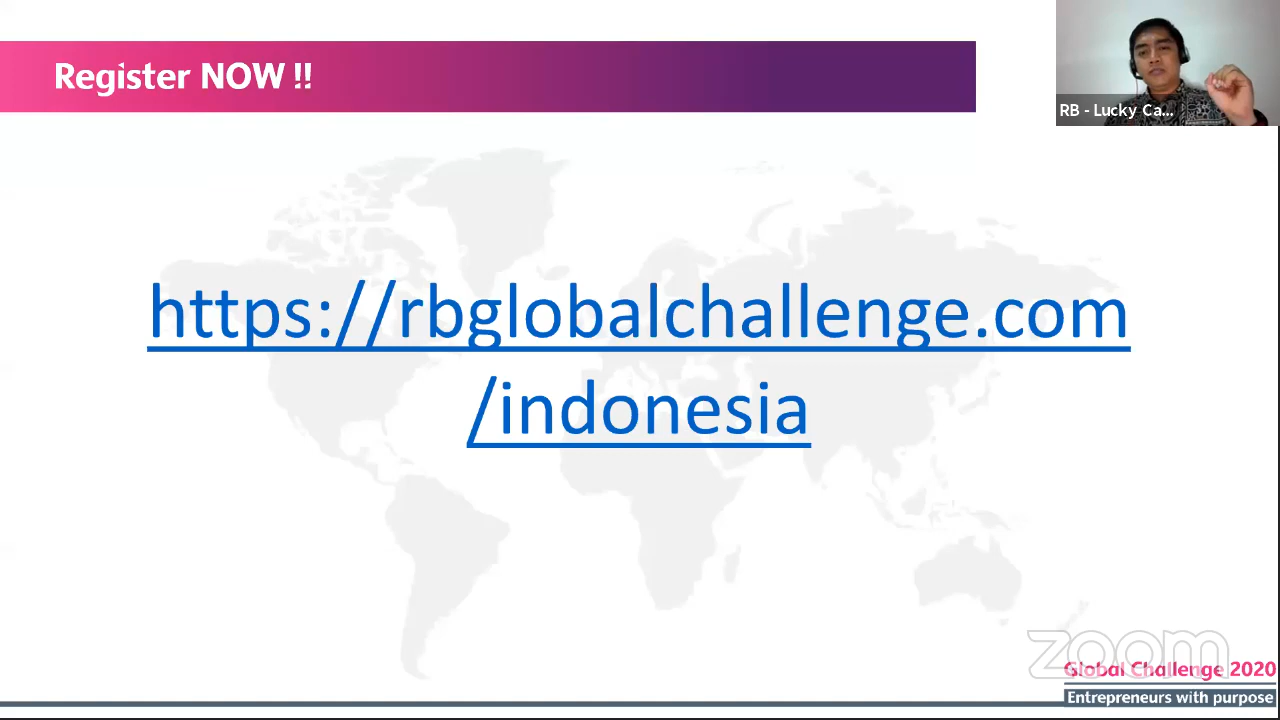 Register NOW !!
RB - Lucky Ca...
https://rbglobalchallenge.com
/indonesia
zoom
Global Challenge 2020
Entrepreneurs with purpose